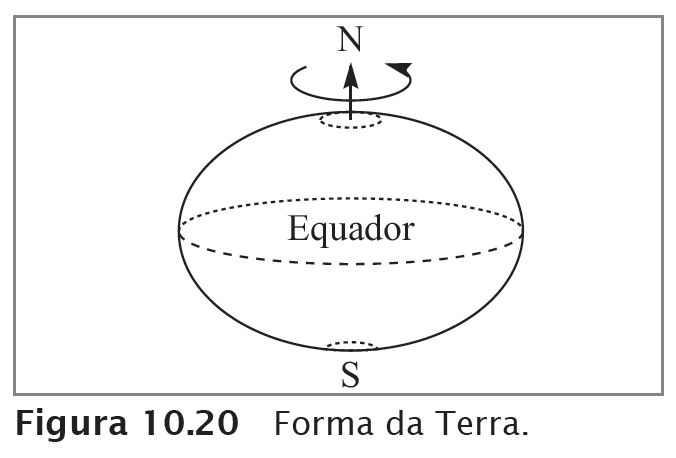 N
Equador
S
Figura 10.20 Forma da Terra.